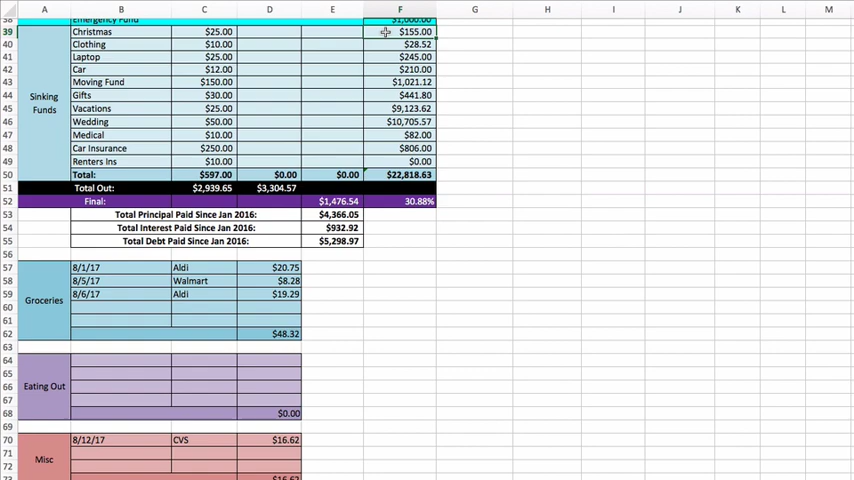 A B C D E F G H I J K L M
38 Emergency Fund $1,000.00
39 Christmas $25.00 $155.00
40 Clothing $10.00 $28.52
41 Laptop $25.00 $245.00
42 Car $12.00 $210.00
43 Moving Fund $150.00 $1,021.12
44 Gifts $30.00 $441.80
Sinking
Funds
45 Vacations $25.00 $9,123.62
46 Wedding $50.00 $10,705.57
47 Medical $10.00 $82.00
48 Car Insurance $250.00 $806.00
49 Renters Ins $10.00 $0.00
50 Total: $597.00 $0.00 $0.00 $22,818.63
51 Total Out: $2,939.65 $3,304.57
52 Final: $1,476.54 30.88%
53 Total Principal Paid Since Jan 2016: $4,366.05
54 Total Interest Paid Since Jan 2016: $932.92
55 Total Debt Paid Since Jan 2016: $5,298.97
56
57 8/1/17 Aldi $20.75
58 8/5/17 Walmart $8.28
59 8/6/17 Aldi $19.29
60 Groceries
61
62 $48.32
63
64
65
66 Eating Out
67
68 $0.00
69
70 8/12/17 CVS $16.62
71
Misc
72
73 $16.62